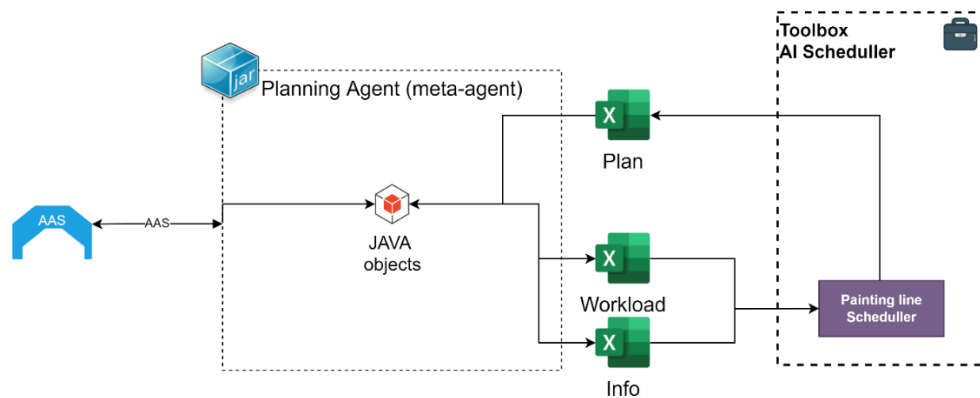 Toolbox
AI Scheduller
jar
Planning Agent (meta-agent)
X
Plan
AAS
AAS
JAVA
objects
X
Workload
Painting line
Scheduller
X
Info